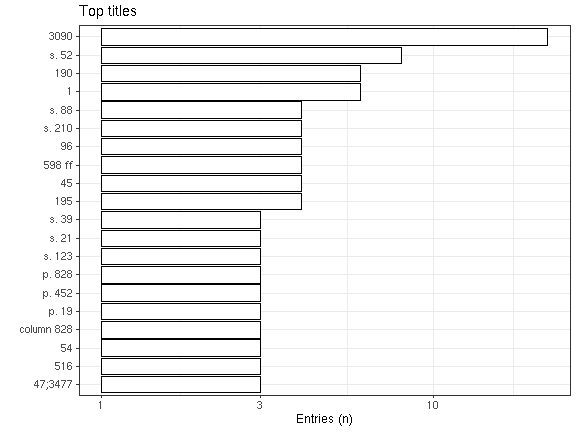 Top titles
3090
s. 52
190
1
s. 88
s. 210
96
598 ff
45
195
s. 39
s. 21
s. 123
p. 828
p. 452
p. 19
column 828
54
516
47;3477
1 3 10
Entries (n)